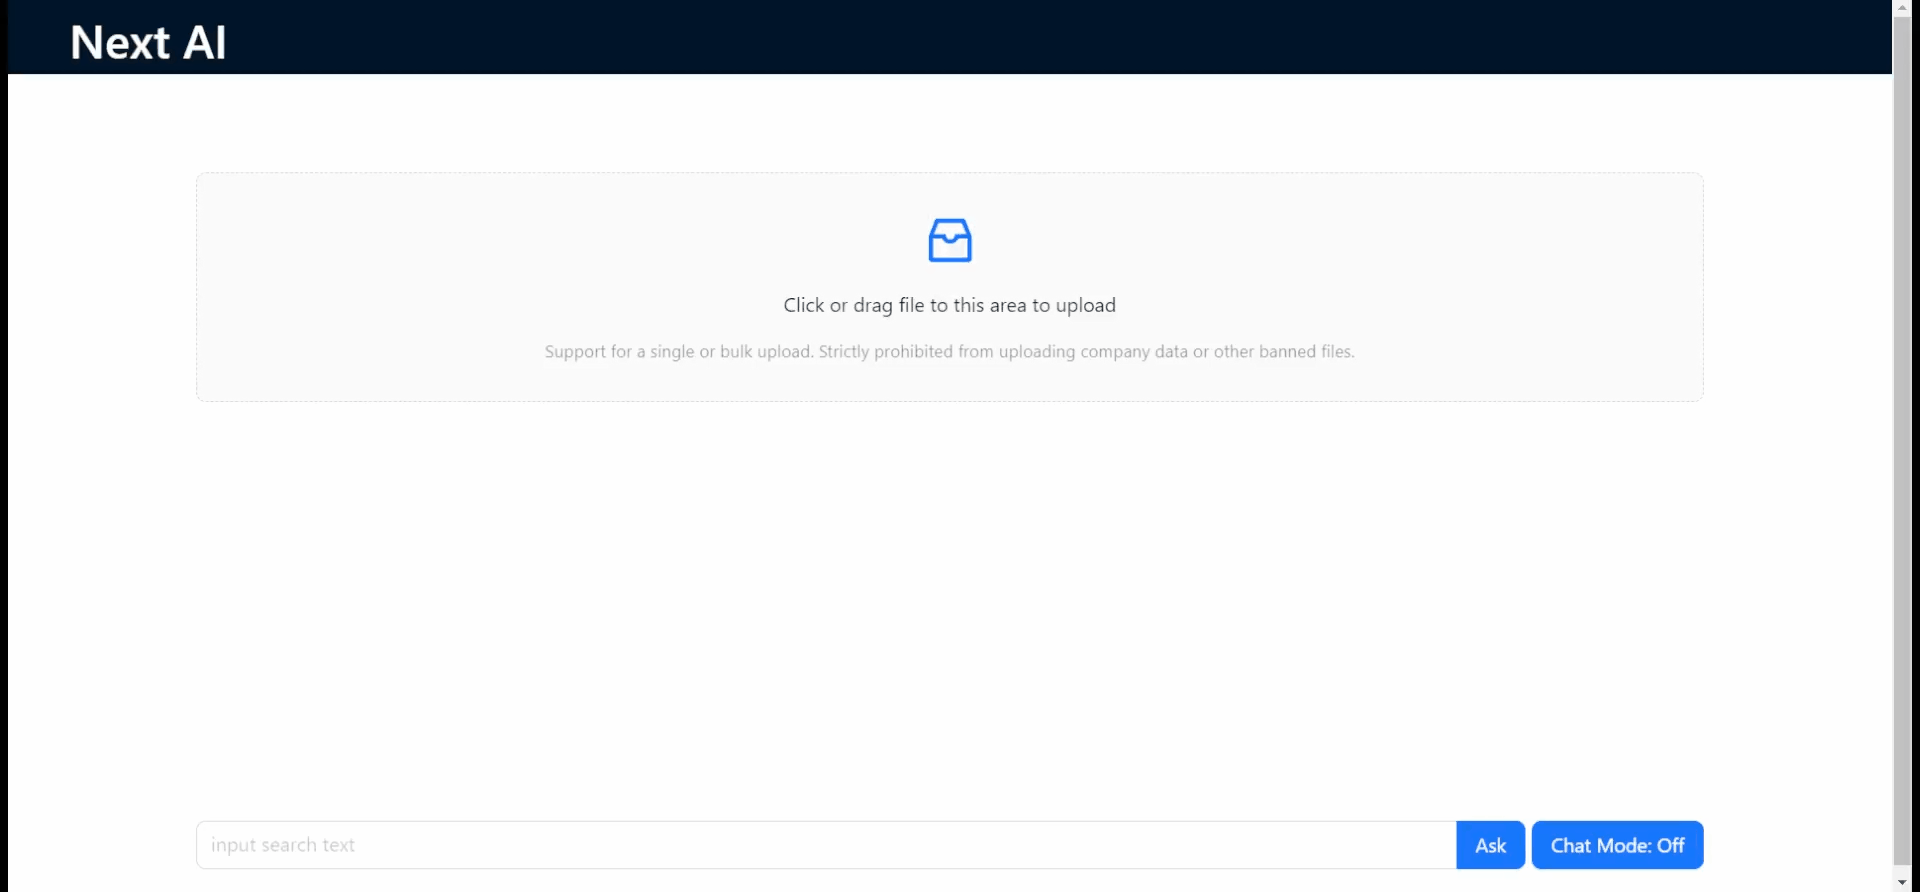 Next AI
Click or drag file to this area to upload
Support for a single or bulk upload. Strictly prohibited from uploading company data or other banned files.
input search text
Ask
Chat Mode: Off